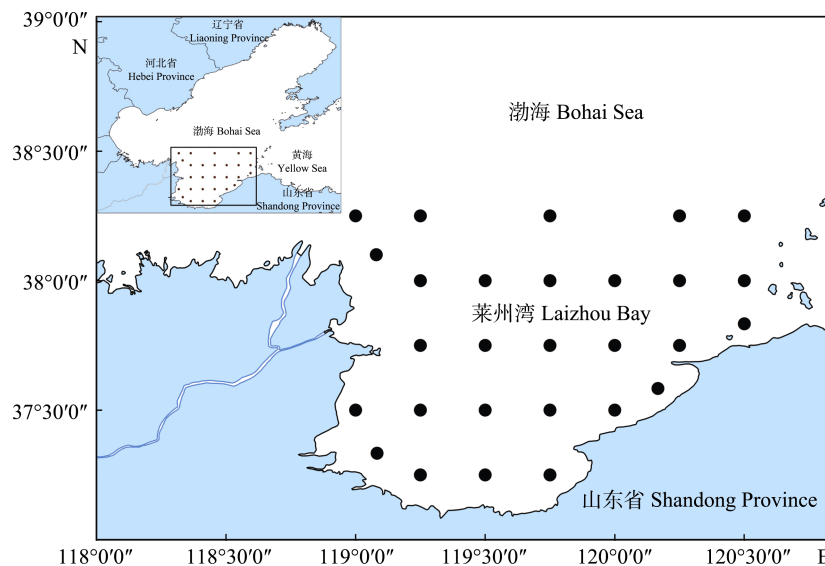 39°0′0″
N
辽宁省
Liaoning Province
河北省
Hebei Province
渤海 Bohai Sea
渤海 Bohai Sea
38°30′0″
黄海
Yellow Sea
山东省
Shandong Province
38°0′0″
莱州湾 Laizhou Bay
37°30′0″
山东省 Shandong Province
118°0′0″
118°30′0″
119°0′0″
119°30′0″
120°0′0″
120°30′0″
E